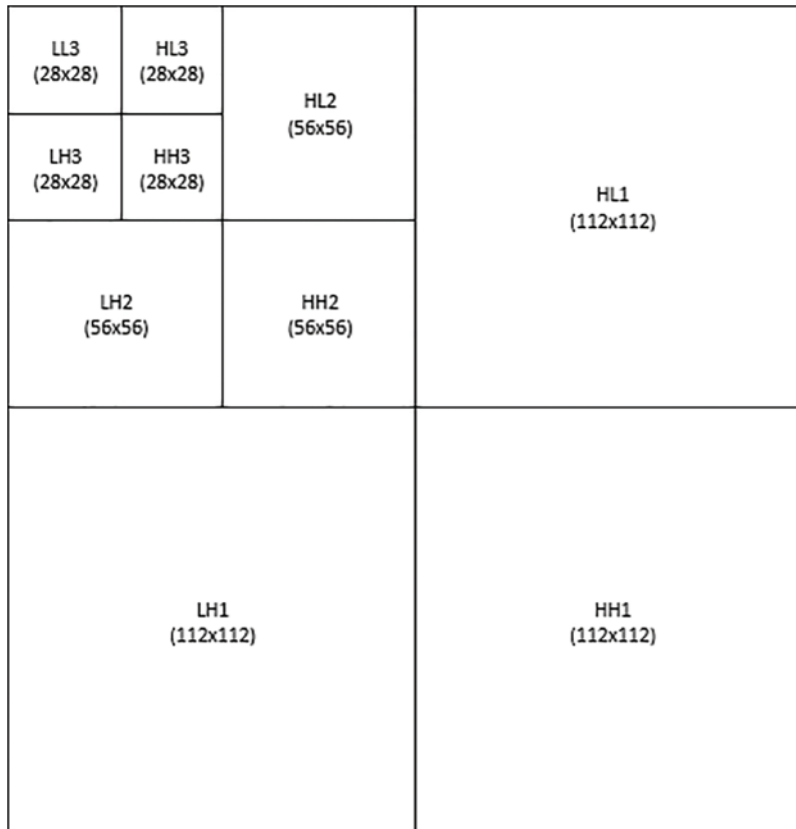 LL3
(28x28)
HL3
(28x28)
HL2
(56x56)
HL1
(112x112)
LH3
(28x28)
HH3
(28x28)
LH2
(56x56)
HH2
(56x56)
LH1
(112x112)
HH1
(112x112)